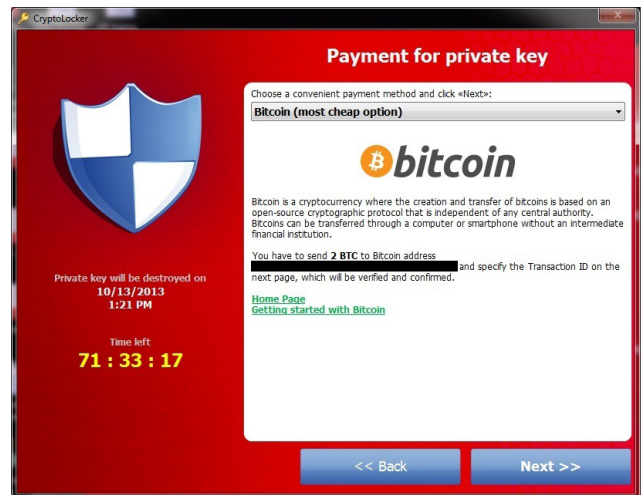 CryptoLocker
Payment for private key
Choose a convenient payment method and click «Next»:
Bitcoin (most cheap option)
bitcoin
Bitcoin is a cryptocurrency where the creation and transfer of bitcoins is based on an
open-source cryptographic protocol that is independent of any central authority.
Bitcoins can be transferred through a computer or smartphone without an intermediate
financial institution.
You have to send 2 BTC to Bitcoin address
and specify the Transaction ID on the
next page, which will be verified and confirmed.
Home Page
Getting started with Bitcoin
Private key will be destroyed on
10/13/2013
1:21 PM
Time left
71 : 33 : 17
<< Back
Next >>